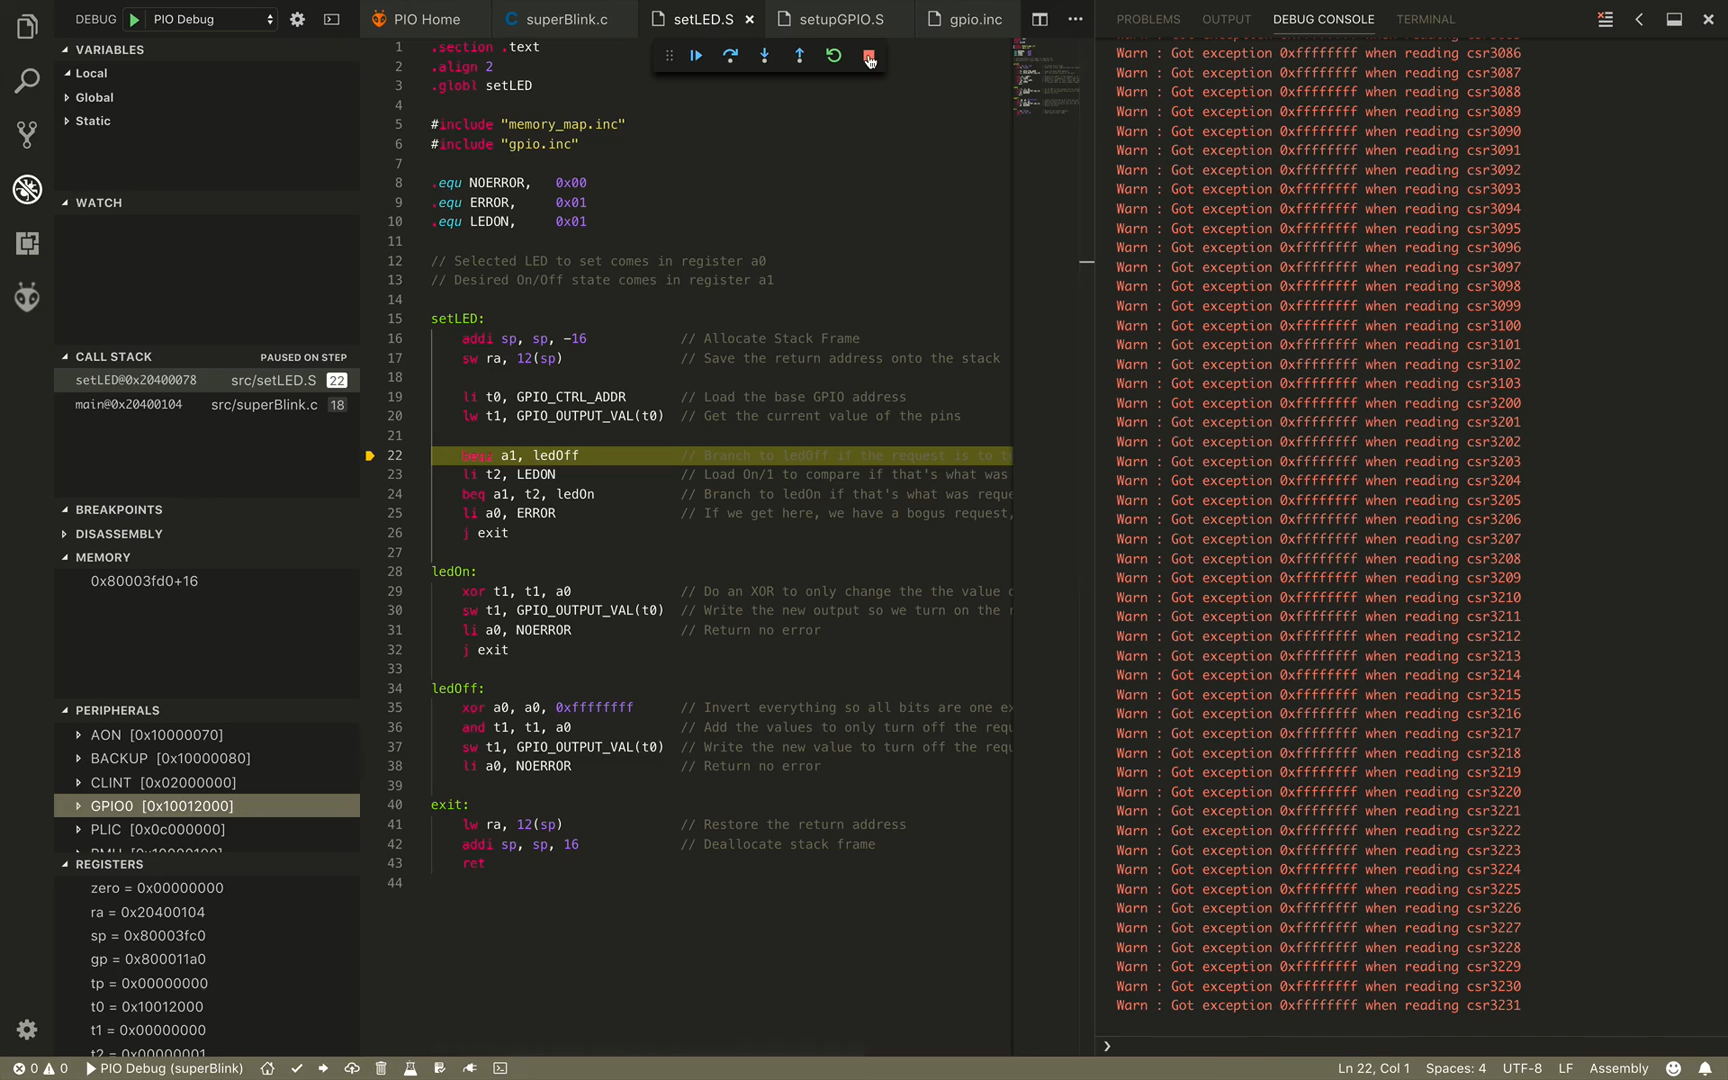 DEBUG PIO Debug
VARIABLES
Local
Global
Static
WATCH
CALL STACK PAUSED ON STEP
setLED@0x20400078 src/setLED.S 22
main@0x20400104 src/superBlink.c 18
BREAKPOINTS
DISASSEMBLY
MEMORY
0x80003fd0+16
PERIPHERALS
AON [0x10000070]
BACKUP [0x10000080]
CLINT [0x02000000]
GPIO0 [0x10012000]
PLIC [0x0c000000]
REGISTERS
zero = 0x00000000
ra = 0x20400104
sp = 0x80003fc0
gp = 0x800011a0
tp = 0x00000000
t0 = 0x10012000
t1 = 0x00000000
t2 = 0x00000001
PIO Home superBlink.c setLED.S setupGPIO.S gpio.inc
1 .section .text
2 .align 2
3 .globl setLED
4
5 #include "memory_map.inc"
6 #include "gpio.inc"
7
8 .equ NOERROR, 0x00
9 .equ ERROR, 0x01
10 .equ LEDON, 0x01
11
12 // Selected LED to set comes in register a0
13 // Desired On/Off state comes in register a1
14
15 setLED:
16 addi sp, sp, -16 // Allocate Stack Frame
17 sw ra, 12(sp) // Save the return address onto the stack
18
19 li t0, GPIO_CTRL_ADDR // Load the base GPIO address
20 lw t1, GPIO_OUTPUT_VAL(t0) // Get the current value of the pins
21
22 beqz a1, ledOff // Branch to ledOff if the request is to t
23 li t2, LEDON // Load On/1 to compare if that's what was
24 beq a1, t2, ledOn // Branch to ledOn if that's what was reque
25 li a0, ERROR // If we get here, we have a bogus request,
26 j exit
27
28 ledOn:
29 xor t1, t1, a0 // Do an XOR to only change the the value o
30 sw t1, GPIO_OUTPUT_VAL(t0) // Write the new output so we turn on the r
31 li a0, NOERROR // Return no error
32 j exit
33
34 ledOff:
35 xor a0, a0, 0xffffffff // Invert everything so all bits are one ex
36 and t1, t1, a0 // Add the values to only turn off the requ
37 sw t1, GPIO_OUTPUT_VAL(t0) // Write the new value to turn off the requ
38 li a0, NOERROR // Return no error
39
40 exit:
41 lw ra, 12(sp) // Restore the return address
42 addi sp, sp, 16 // Deallocate stack frame
43 ret
44
PROBLEMS OUTPUT DEBUG CONSOLE TERMINAL
Warn : Got exception 0xffffffff when reading csr3086
Warn : Got exception 0xffffffff when reading csr3087
Warn : Got exception 0xffffffff when reading csr3088
Warn : Got exception 0xffffffff when reading csr3089
Warn : Got exception 0xffffffff when reading csr3090
Warn : Got exception 0xffffffff when reading csr3091
Warn : Got exception 0xffffffff when reading csr3092
Warn : Got exception 0xffffffff when reading csr3093
Warn : Got exception 0xffffffff when reading csr3094
Warn : Got exception 0xffffffff when reading csr3095
Warn : Got exception 0xffffffff when reading csr3096
Warn : Got exception 0xffffffff when reading csr3097
Warn : Got exception 0xffffffff when reading csr3098
Warn : Got exception 0xffffffff when reading csr3099
Warn : Got exception 0xffffffff when reading csr3100
Warn : Got exception 0xffffffff when reading csr3101
Warn : Got exception 0xffffffff when reading csr3102
Warn : Got exception 0xffffffff when reading csr3103
Warn : Got exception 0xffffffff when reading csr3200
Warn : Got exception 0xffffffff when reading csr3201
Warn : Got exception 0xffffffff when reading csr3202
Warn : Got exception 0xffffffff when reading csr3203
Warn : Got exception 0xffffffff when reading csr3204
Warn : Got exception 0xffffffff when reading csr3205
Warn : Got exception 0xffffffff when reading csr3206
Warn : Got exception 0xffffffff when reading csr3207
Warn : Got exception 0xffffffff when reading csr3208
Warn : Got exception 0xffffffff when reading csr3209
Warn : Got exception 0xffffffff when reading csr3210
Warn : Got exception 0xffffffff when reading csr3211
Warn : Got exception 0xffffffff when reading csr3212
Warn : Got exception 0xffffffff when reading csr3213
Warn : Got exception 0xffffffff when reading csr3214
Warn : Got exception 0xffffffff when reading csr3215
Warn : Got exception 0xffffffff when reading csr3216
Warn : Got exception 0xffffffff when reading csr3217
Warn : Got exception 0xffffffff when reading csr3218
Warn : Got exception 0xffffffff when reading csr3219
Warn : Got exception 0xffffffff when reading csr3220
Warn : Got exception 0xffffffff when reading csr3221
Warn : Got exception 0xffffffff when reading csr3222
Warn : Got exception 0xffffffff when reading csr3223
Warn : Got exception 0xffffffff when reading csr3224
Warn : Got exception 0xffffffff when reading csr3225
Warn : Got exception 0xffffffff when reading csr3226
Warn : Got exception 0xffffffff when reading csr3227
Warn : Got exception 0xffffffff when reading csr3228
Warn : Got exception 0xffffffff when reading csr3229
Warn : Got exception 0xffffffff when reading csr3230
Warn : Got exception 0xffffffff when reading csr3231
0 0 PIO Debug (superBlink) Ln 22, Col 1 Spaces: 4 UTF-8 LF Assembly